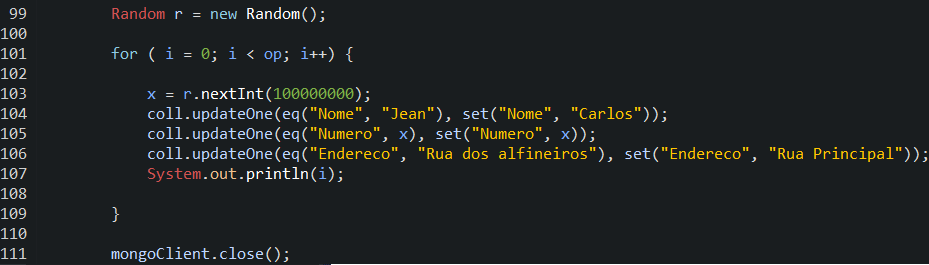 99 Random r = new Random();
100
101 for ( i = 0; i < op; i++) {
102
103 x = r.nextInt(100000000);
104 coll.updateOne(eq("Nome", "Jean"), set("Nome", "Carlos"));
105 coll.updateOne(eq("Numero", x), set("Numero", x));
106 coll.updateOne(eq("Endereco", "Rua dos alfineiros"), set("Endereco", "Rua Principal"));
107 System.out.println(i);
108
109 }
110
111 mongoClient.close();